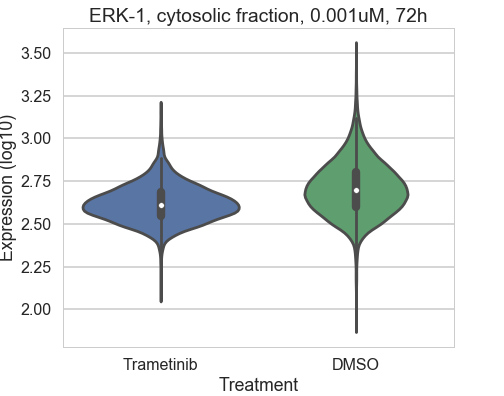 ERK-1, cytosolic fraction, 0.001uM, 72h
Expression (log10)
3.50
3.25
3.00
2.75
2.50
2.25
2.00
Trametinib DMSO
Treatment